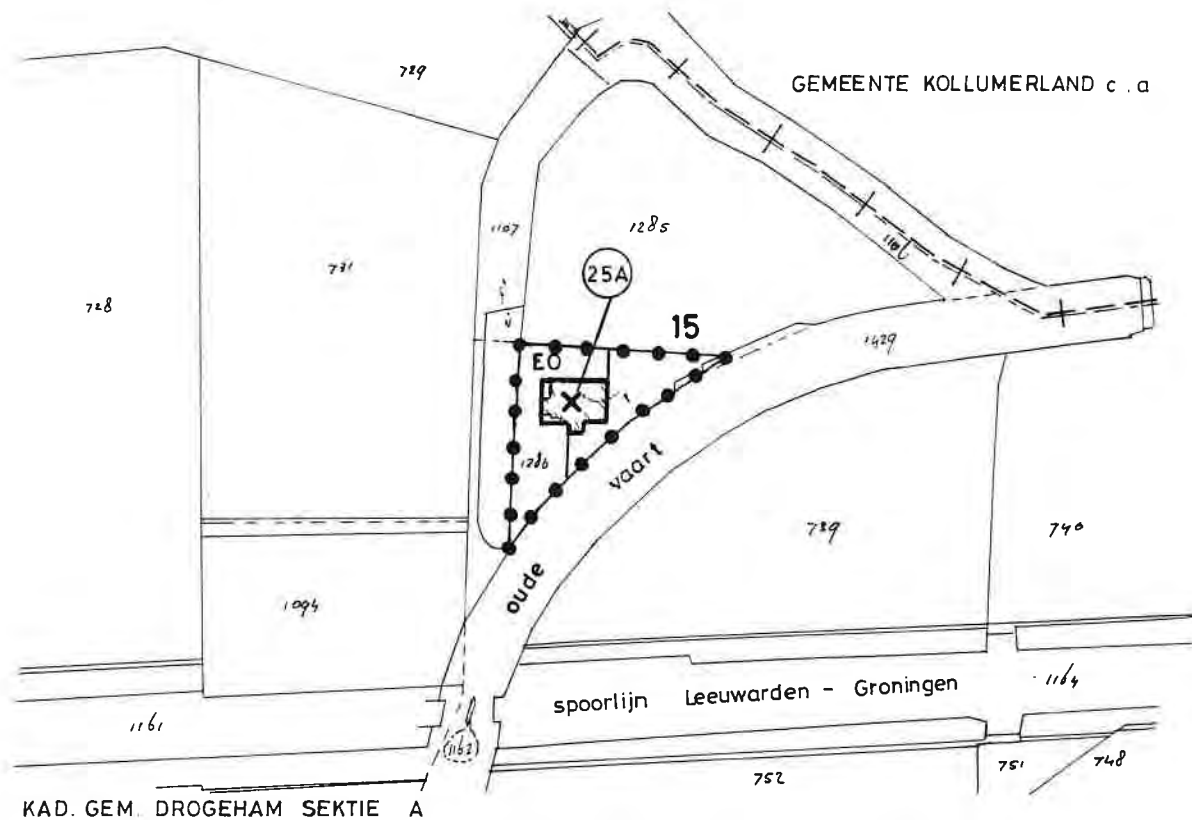 729
GEMEENTE KOLLUMERLAND c.a
1107
1285
731
25A
728
15
1429
EO
1286
vaart
739
740
oude
1094
spoorlijn Leeuwarden - Groningen
1164
1161
1162
752
751
748
KAD. GEM. DROGEHAM SEKTIE A